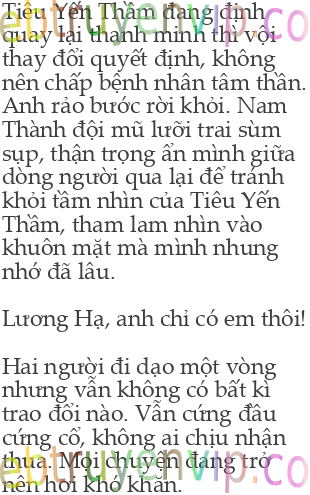 Tiêu Yến Thầm đang định
quay lại thanh minh thì vội
thay đổi quyết định, không
nên chấp bệnh nhân tâm thần.
Anh rảo bước rời khỏi. Nam
Thành đội mũ lưỡi trai sùm
sụp, thận trọng ẩn mình giữa
dòng người qua lại để tránh
khỏi tầm nhìn của Tiêu Yến
Thầm, tham lam nhìn vào
khuôn mặt mà mình nhung
nhớ đã lâu.
Lương Hạ, anh chỉ có em thôi!
Hai người đi dạo một vòng
nhưng vẫn không có bất kì
trao đổi nào. Vẫn cứng đầu
cứng cổ, không ai chịu nhận
thua. Mọi chuyện đang trở
nên hơi khó khăn.
ebtruyenvip.co
ebtruyenvip.co